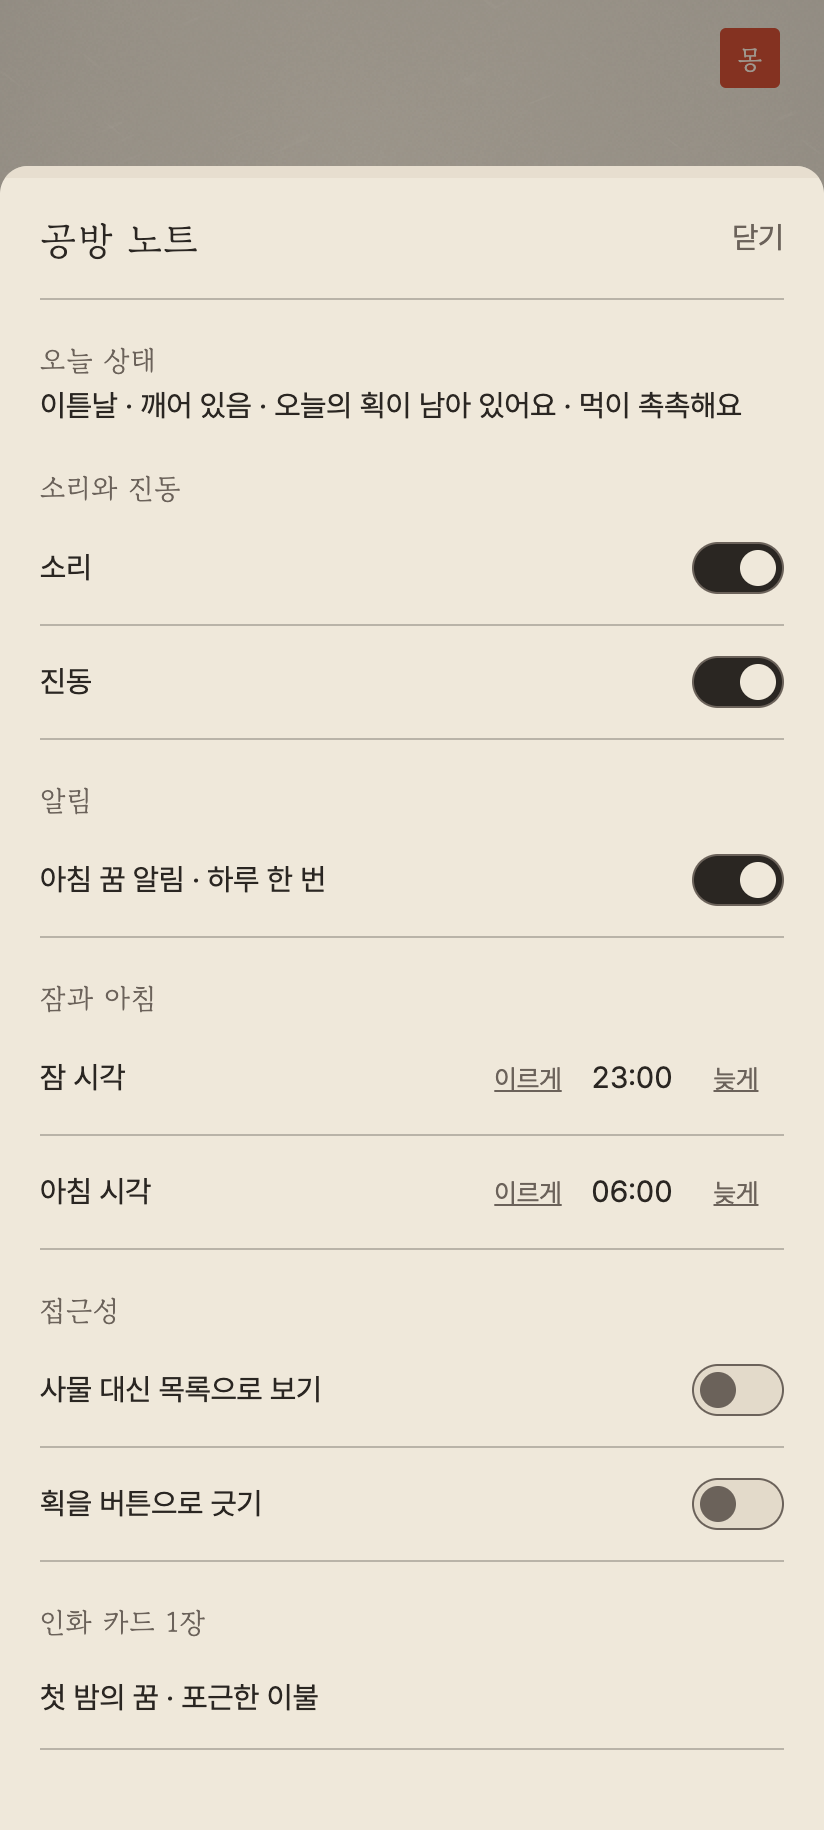 몽
공방 노트
닫기
오늘 상태
이튿날 · 깨어 있음 · 오늘의 획이 남아 있어요 · 먹이 촉촉해요
소리와 진동
소리
진동
알림
아침 꿈 알림 · 하루 한 번
잠과 아침
잠 시각 이르게 23:00 늦게
아침 시각 이르게 06:00 늦게
접근성
사물 대신 목록으로 보기
획을 버튼으로 긋기
인화 카드 1장
첫 밤의 꿈 · 포근한 이불